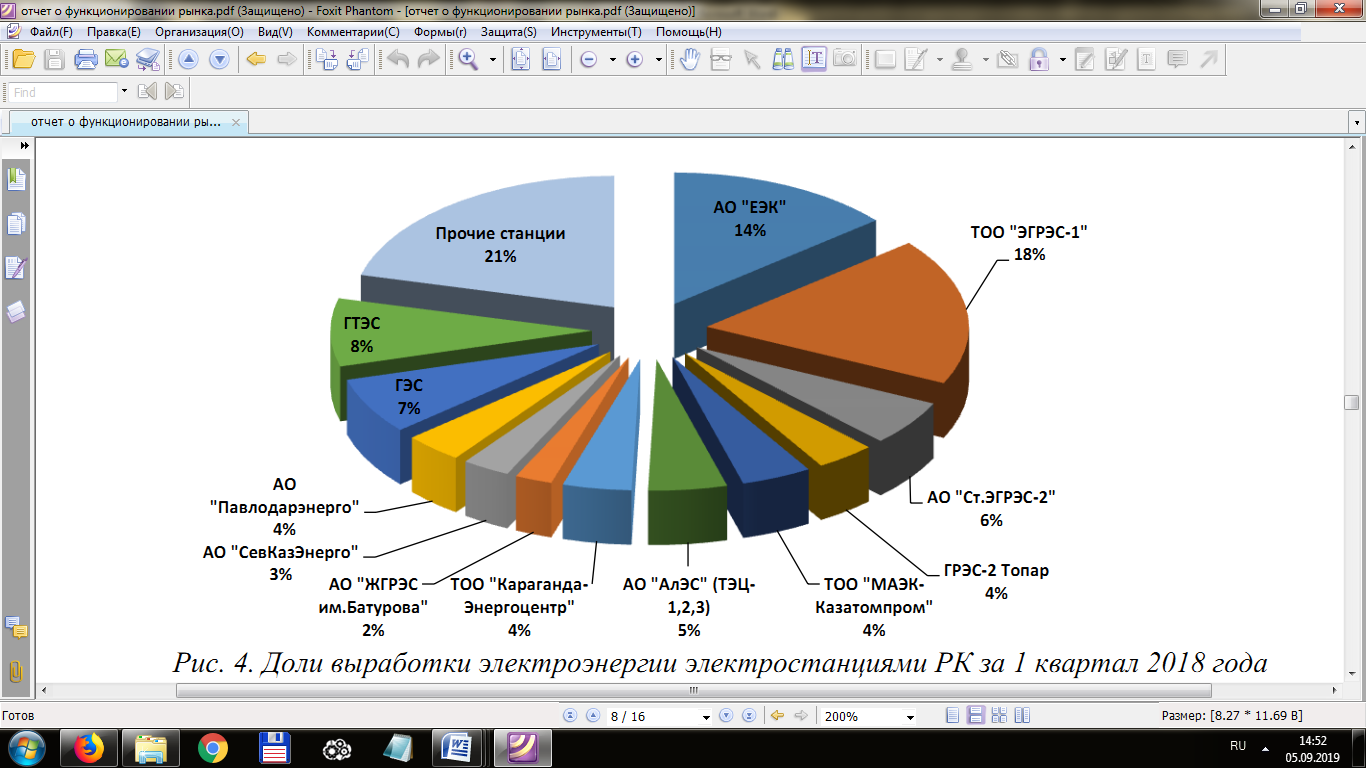 отчет о функционировании рынка.pdf (Защищено) - Foxit Phantom - [отчет о функционировании рынка.pdf (Защищено)]
Файл(F) Правка(E) Организация(O) Вид(V) Комментарии(C) Формы(r) Защита(S) Инструменты(T) Помощь(H)
Find
отчет о функционировании ры...
АО "ЕЭК"
14%
ТОО "ЭГРЭС-1"
18%
АО "Ст.ЭГРЭС-2"
6%
ГРЭС-2 Топар
4%
ТОО "МАЭК-
Казатомпром"
4%
АО "АлЭС" (ТЭЦ-
1,2,3)
5%
ТОО "Караганда-
Энергоцентр"
4%
АО "ЖГРЭС
им.Батурова"
2%
АО "СевКазЭнерго"
3%
АО
"Павлодарэнерго"
4%
ГЭС
7%
ГТЭС
8%
Прочие станции
21%
Рис. 4. Доли выработки электроэнергии электростанциями РК за 1 квартал 2018 года
Готов
8 / 16
200%
Размер: [8.27 * 11.69 В]
RU
14:52
05.09.2019